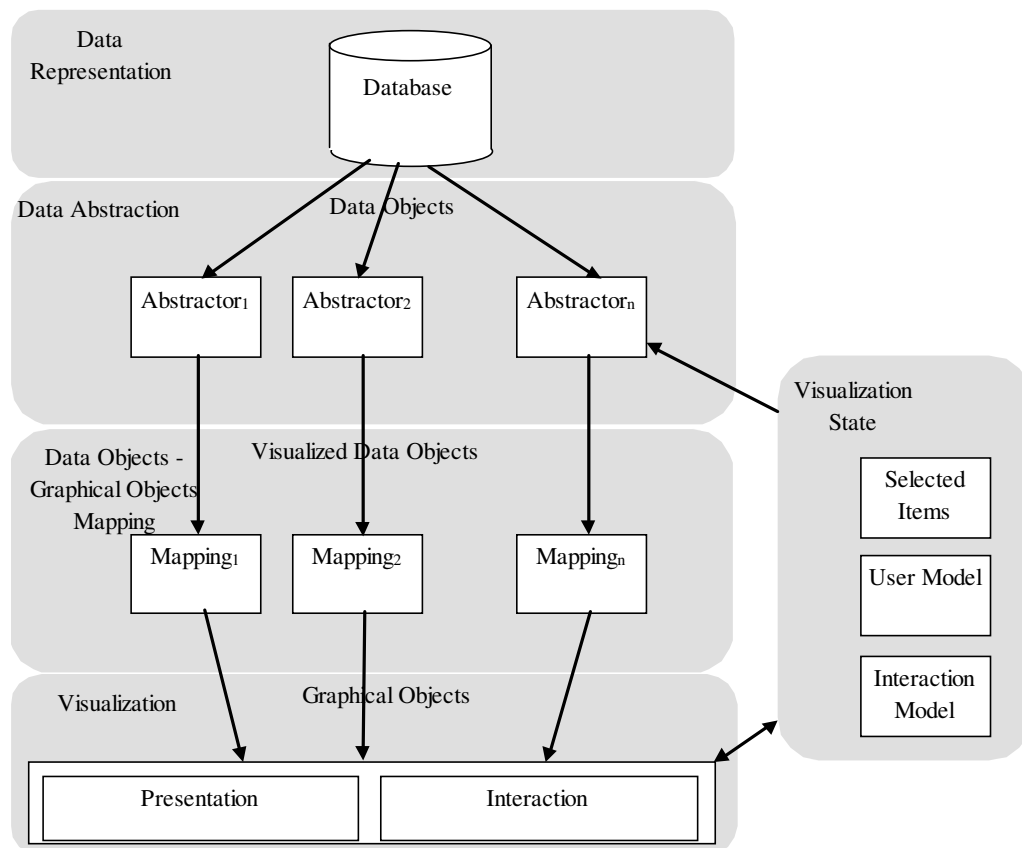 Data
Representation
Database
Data Abstraction
Data Objects
Abstractor₁
Abstractor₂
Abstractorₙ
Visualization
State
Selected
Items
User Model
Interaction
Model
Data Objects -
Graphical Objects
Mapping
Visualized Data Objects
Mapping₁
Mapping₂
Mappingₙ
Visualization
Graphical Objects
Presentation
Interaction